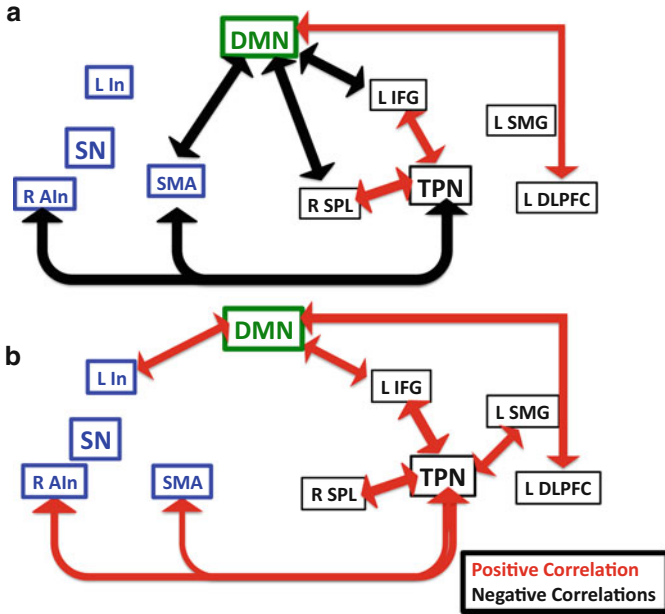 a
DMN
L In
L IFG
SN
L SMG
R AIn
SMA
R SPL
TPN
L DLPFC
b
DMN
L In
L IFG
L SMG
SN
R AIn
SMA
R SPL
TPN
L DLPFC
Positive Correlation
Negative Correlations